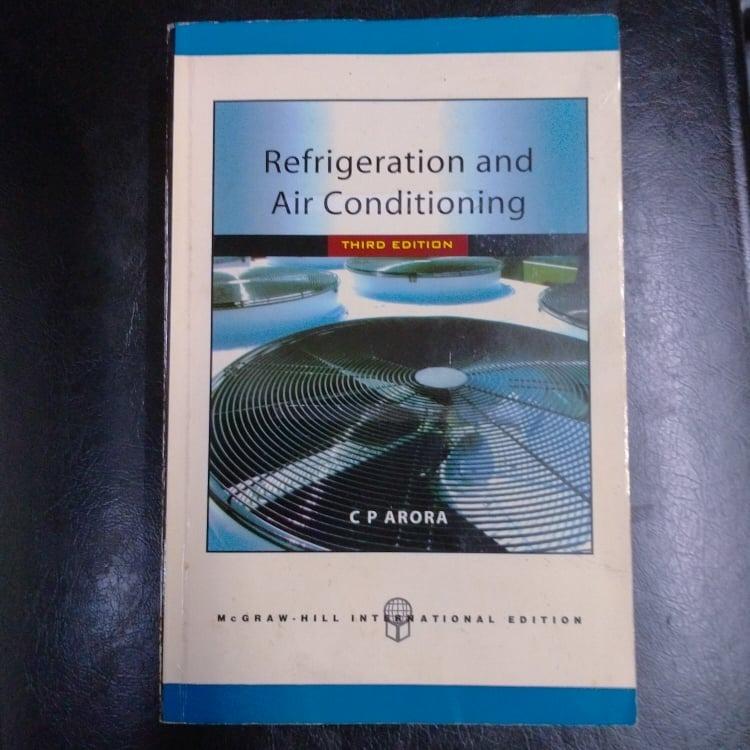 Refrigeration and
Air Conditioning
THIRD EDITION
C P ARORA
McGRAW-HILL INTERNATIONAL EDITION